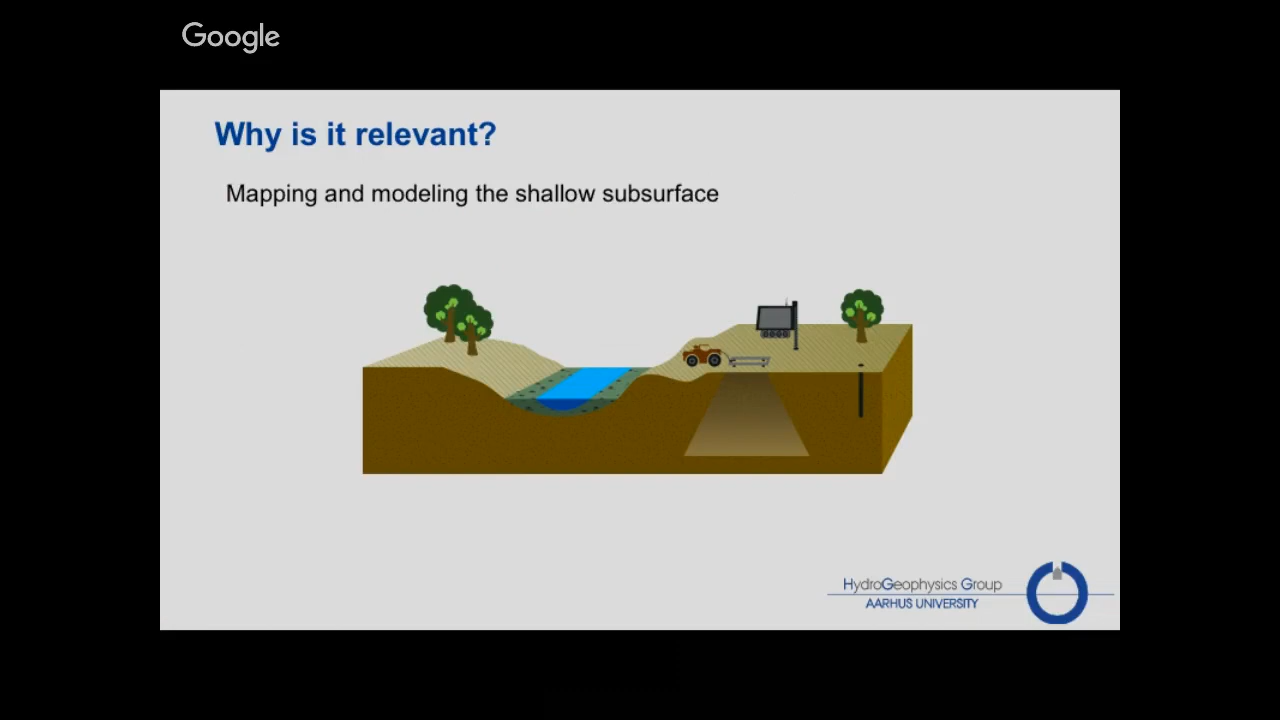 Google
Why is it relevant?
Mapping and modeling the shallow subsurface
HydroGeophysics Group
AARHUS UNIVERSITY